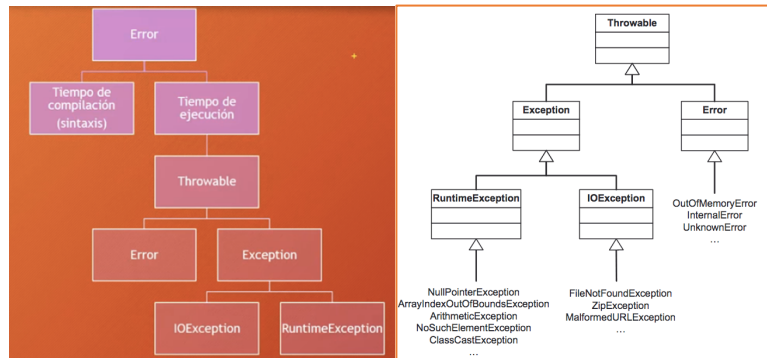 Error
Tiempo de
compilación
(sintaxis)
Tiempo de
ejecución
Throwable
Error
Exception
IOException
RuntimeException
Throwable
Exception
Error
RuntimeException
IOException
OutOfMemoryError
InternalError
UnknownError
...
NullPointerException
ArrayIndexOutOfBoundsException
ArithmeticException
NoSuchElementException
ClassCastException
...
FileNotFoundException
ZipException
MalformedURLException
...